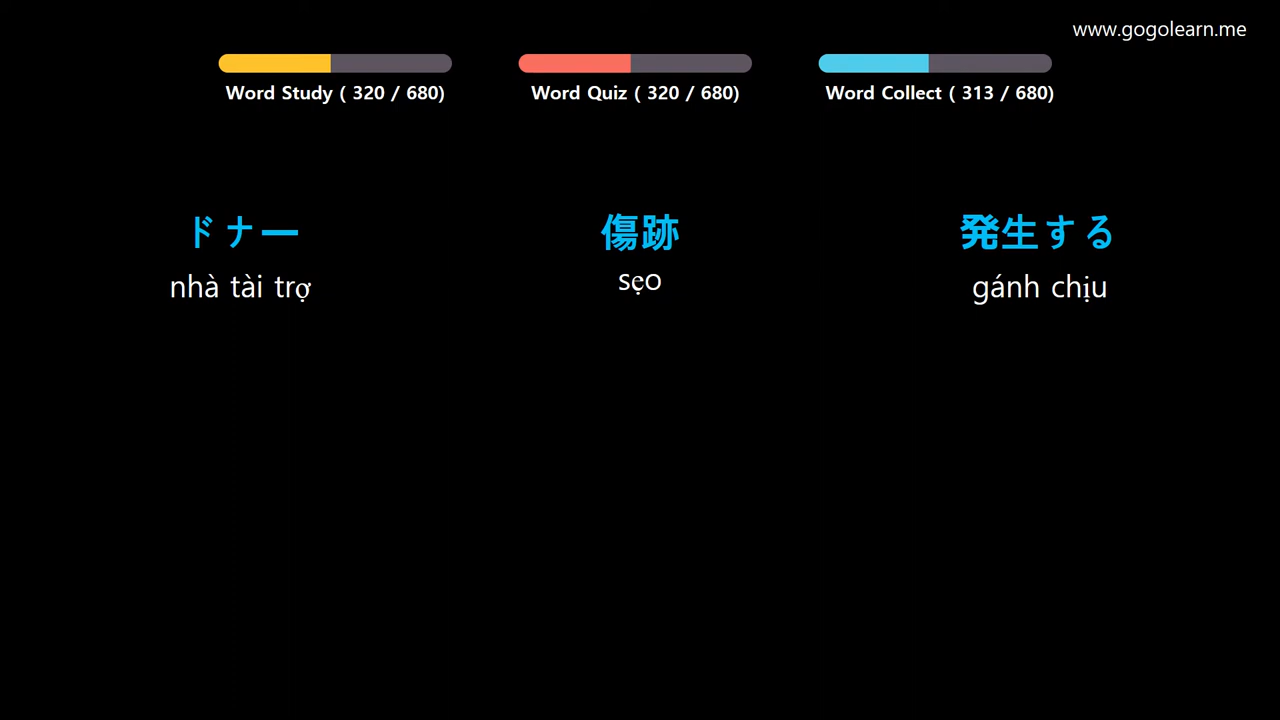 www.gogolearn.me
Word Study ( 320 / 680)
Word Quiz ( 320 / 680)
Word Collect ( 313 / 680)
ドナー
nhà tài trợ
傷跡
sẹo
発生する
gánh chịu